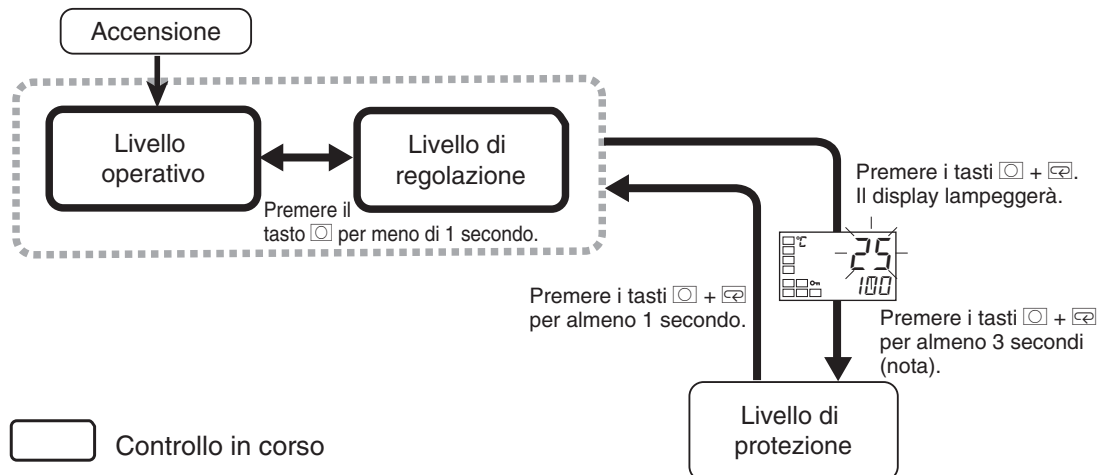 Accensione
Livello
operativo
Livello di
regolazione
Premere il
tasto per meno di 1 secondo.
Premere i tasti + .
Il display lampeggerà.
°C
25
100
Premere i tasti +
per almeno 1 secondo.
Premere i tasti +
per almeno 3 secondi
(nota).
Livello di
protezione
Controllo in corso